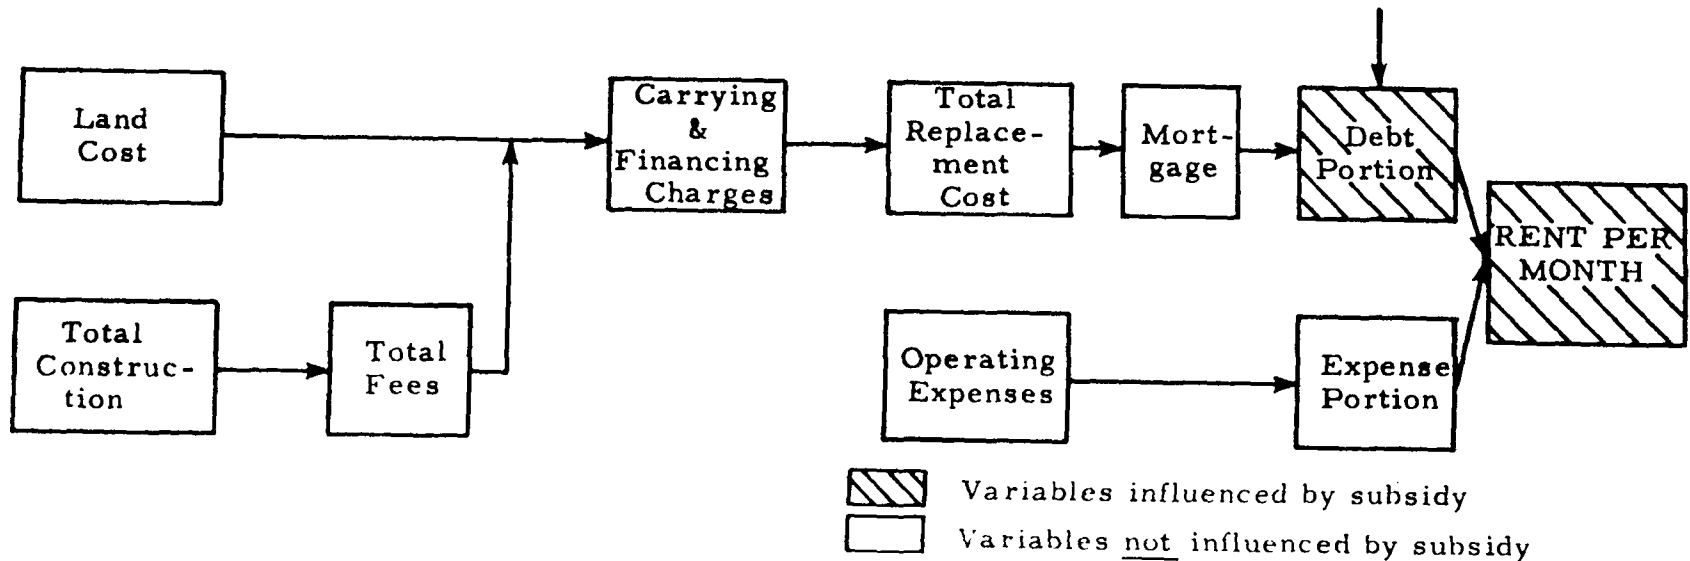 Land
Cost
Carrying
&
Financing
Charges
Total
Replace-
ment
Cost
Mort-
gage
Debt
Portion
RENT PER
MONTH
Total
Construc-
tion
Total
Fees
Operating
Expenses
Expense
Portion
Variables influenced by subsidy
Variables not influenced by subsidy